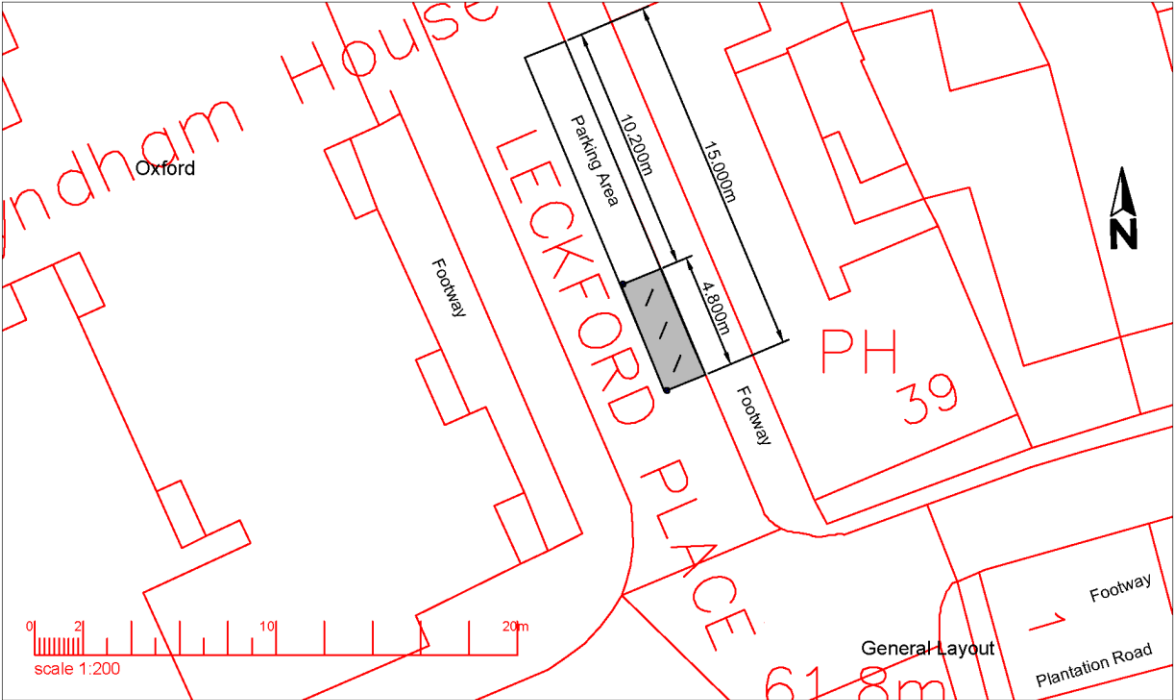 House
ndham
Oxford
Parking Area
10.200m
15.000m
LECKFORD PLACE
Footway
4.800m
N
PH
39
Footway
0 2 10 20m
scale 1:200
General Layout
1
Footway
Plantation Road
61.8m